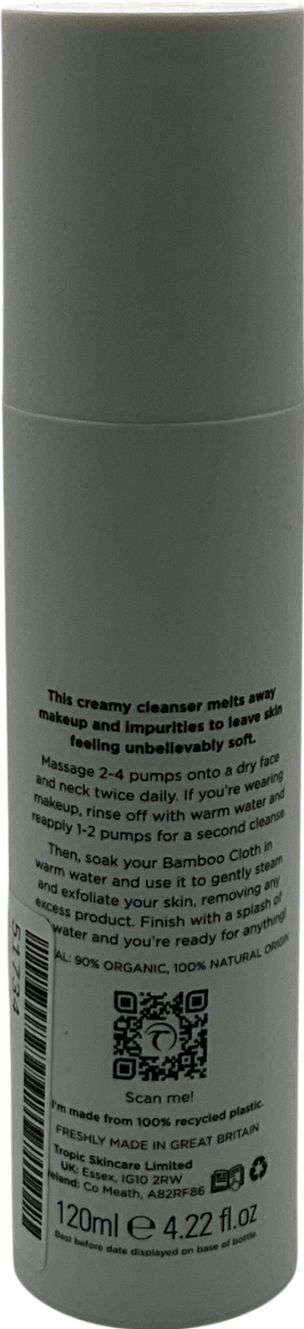 This creamy cleanser melts away
makeup and impurities to leave skin
feeling unbelievably soft.
Massage 2-4 pumps onto a dry face
and neck twice daily. If you're wearing
makeup, rinse off with warm water and
reapply 1-2 pumps for a second cleanse.
Then, soak your Bamboo Cloth in
warm water and use it to gently steam
and exfoliate your skin, removing any
excess product. Finish with a splash of
water and you're ready for anything!
AL: 90% ORGANIC, 100% NATURAL ORIGIN
Scan me!
I'm made from 100% recycled plastic.
FRESHLY MADE IN GREAT BRITAIN
Tropic Skincare Limited
UK: Essex, IG10 2RW
eland: Co Meath, A82RF86
120ml e 4.22 fl.oz
Best before date displayed on base of bottle
51734